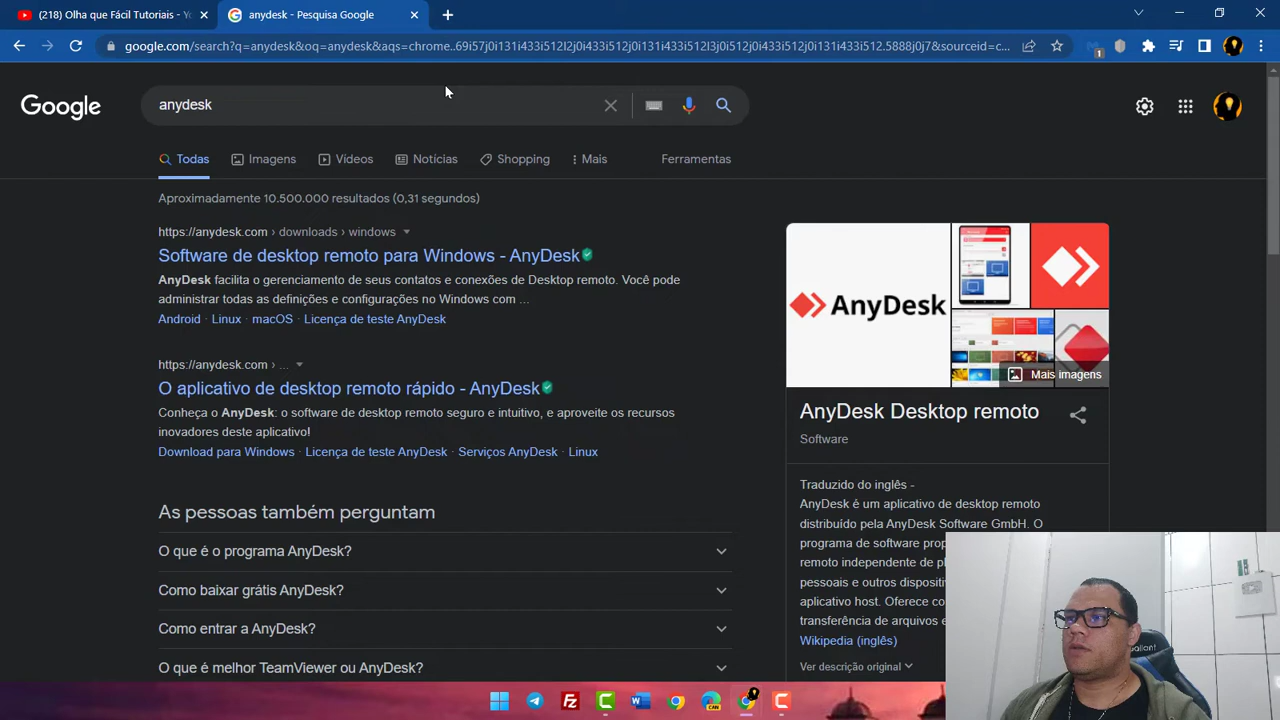 (218) Olha que Fácil Tutoriais - Yo
anydesk - Pesquisa Google
google.com/search?q=anydesk&oq=anydesk&aqs=chrome..69i57j0i131i433i512l2j0i433i512j0i131i433i512l3j0i512j0i131i433i512.5888j0j7&sourceid=c...
1
Google
anydesk
Todas
Imagens
Vídeos
Notícias
Shopping
Mais
Ferramentas
Aproximadamente 10.500.000 resultados (0,31 segundos)
https://anydesk.com › downloads › windows
Software de desktop remoto para Windows - AnyDesk
AnyDesk facilita o gerenciamento de seus contatos e conexões de Desktop remoto. Você pode
administrar todas as definições e configurações no Windows com ...
Android · Linux · macOS · Licença de teste AnyDesk
https://anydesk.com › ...
O aplicativo de desktop remoto rápido - AnyDesk
Conheça o AnyDesk: o software de desktop remoto seguro e intuitivo, e aproveite os recursos
inovadores deste aplicativo!
Download para Windows · Licença de teste AnyDesk · Serviços AnyDesk · Linux
As pessoas também perguntam
O que é o programa AnyDesk?
Como baixar grátis AnyDesk?
Como entrar a AnyDesk?
O que é melhor TeamViewer ou AnyDesk?
AnyDesk
Mais imagens
AnyDesk Desktop remoto
Software
Traduzido do inglês -
AnyDesk é um aplicativo de desktop remoto
distribuído pela AnyDesk Software GmbH. O
programa de software prop
remoto independente de pl
pessoais e outros dispositi
aplicativo host. Oferece co
transferência de arquivos e
Wikipedia (inglês)
Ver descrição original